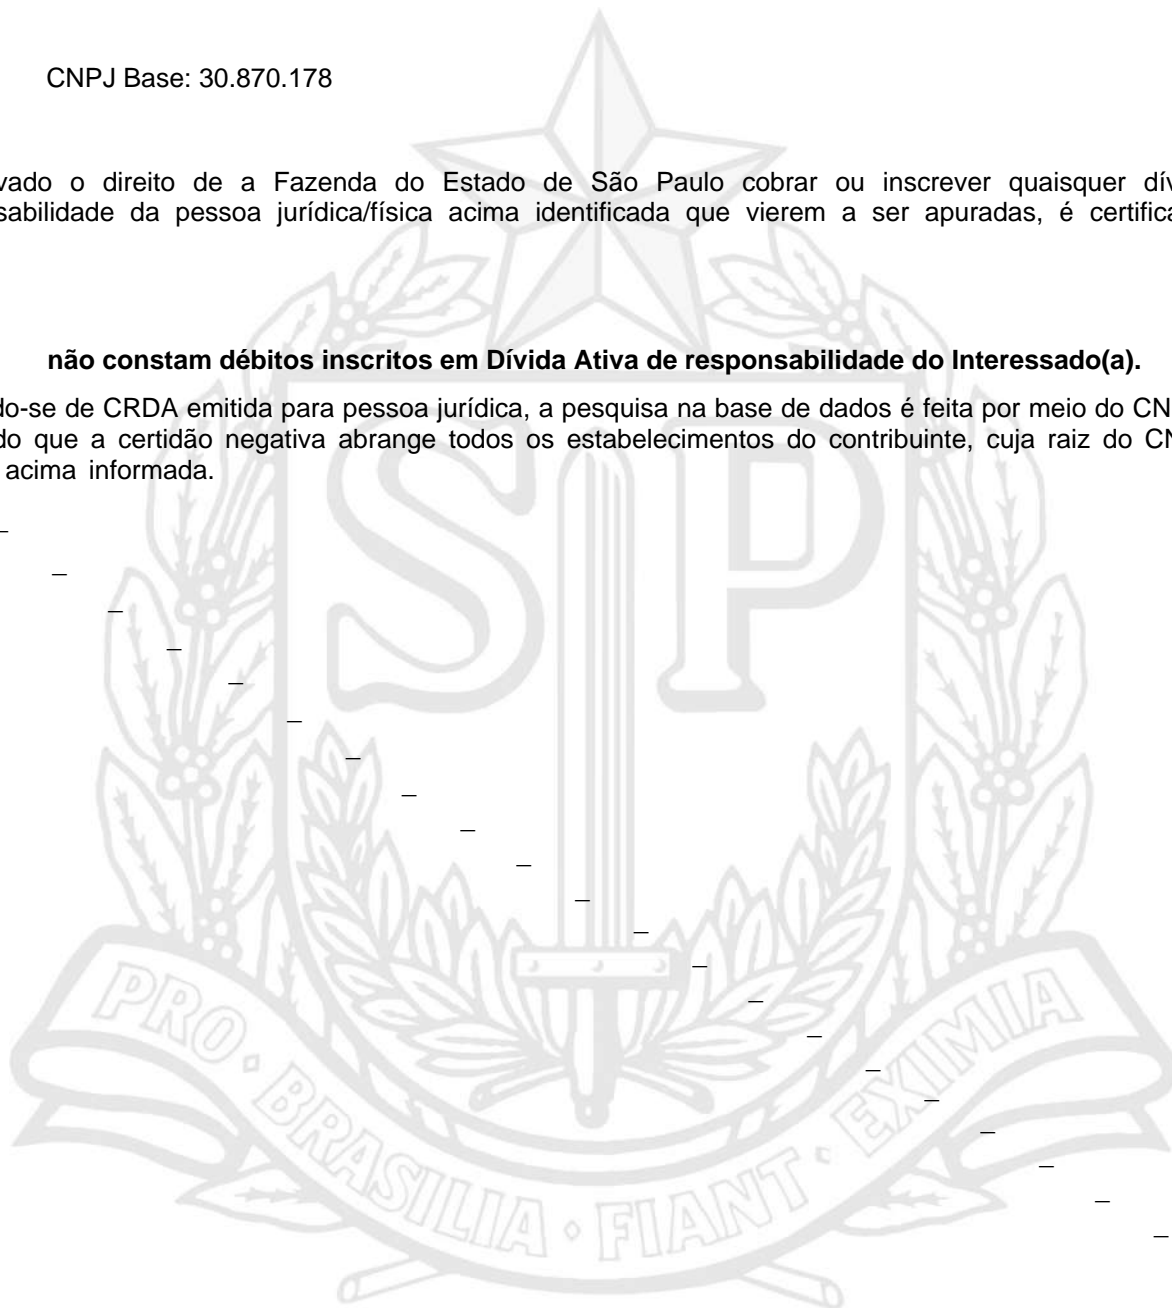 CNPJ Base: 30.870.178
vado o direito de a Fazenda do Estado de São Paulo cobrar ou inscrever quaisquer dív
sabilidade da pessoa jurídica/física acima identificada que vierem a ser apuradas, é certifica
não constam débitos inscritos em Dívida Ativa de responsabilidade do Interessado(a).
do-se de CRDA emitida para pessoa jurídica, a pesquisa na base de dados é feita por meio do CN
do que a certidão negativa abrange todos os estabelecimentos do contribuinte, cuja raiz do CN
acima informada.
SP
PRO · BRASILIA · FIANT · EXIMIA